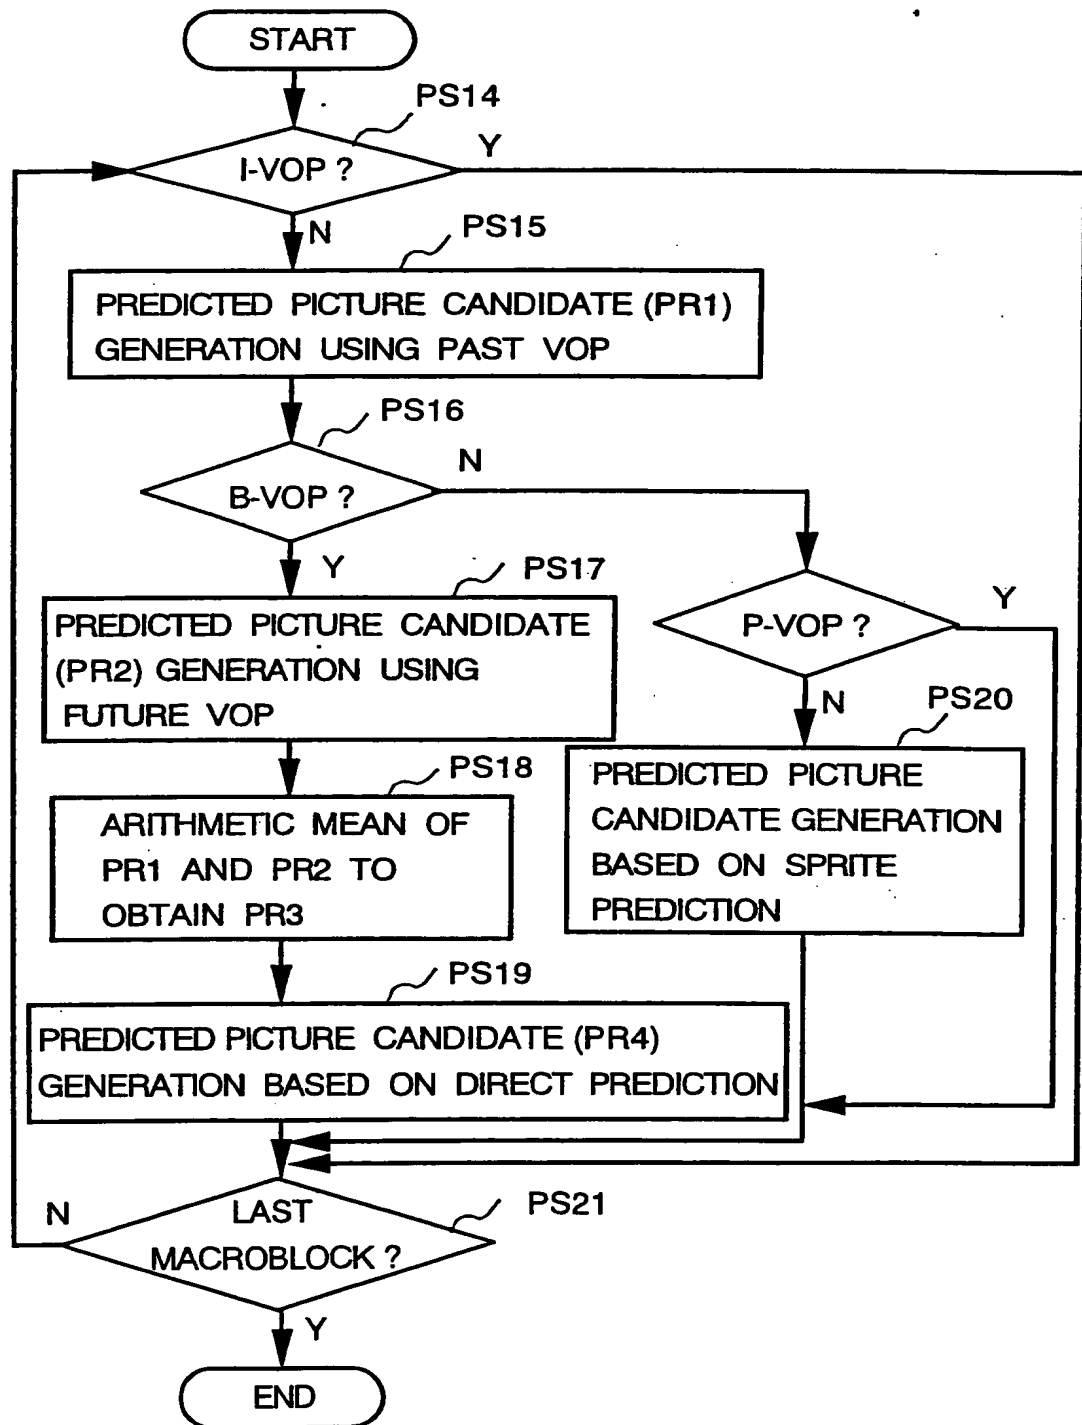 START
PS14
I-VOP ?
Y
N
PS15
PREDICTED PICTURE CANDIDATE (PR1)
GENERATION USING PAST VOP
PS16
B-VOP ?
N
Y
PS17
PREDICTED PICTURE CANDIDATE
(PR2) GENERATION USING
FUTURE VOP
P-VOP ?
Y
N
PS20
PREDICTED PICTURE
CANDIDATE GENERATION
BASED ON SPRITE
PREDICTION
PS18
ARITHMETIC MEAN OF
PR1 AND PR2 TO
OBTAIN PR3
PS19
PREDICTED PICTURE CANDIDATE (PR4)
GENERATION BASED ON DIRECT PREDICTION
PS21
LAST
MACROBLOCK ?
N
Y
END